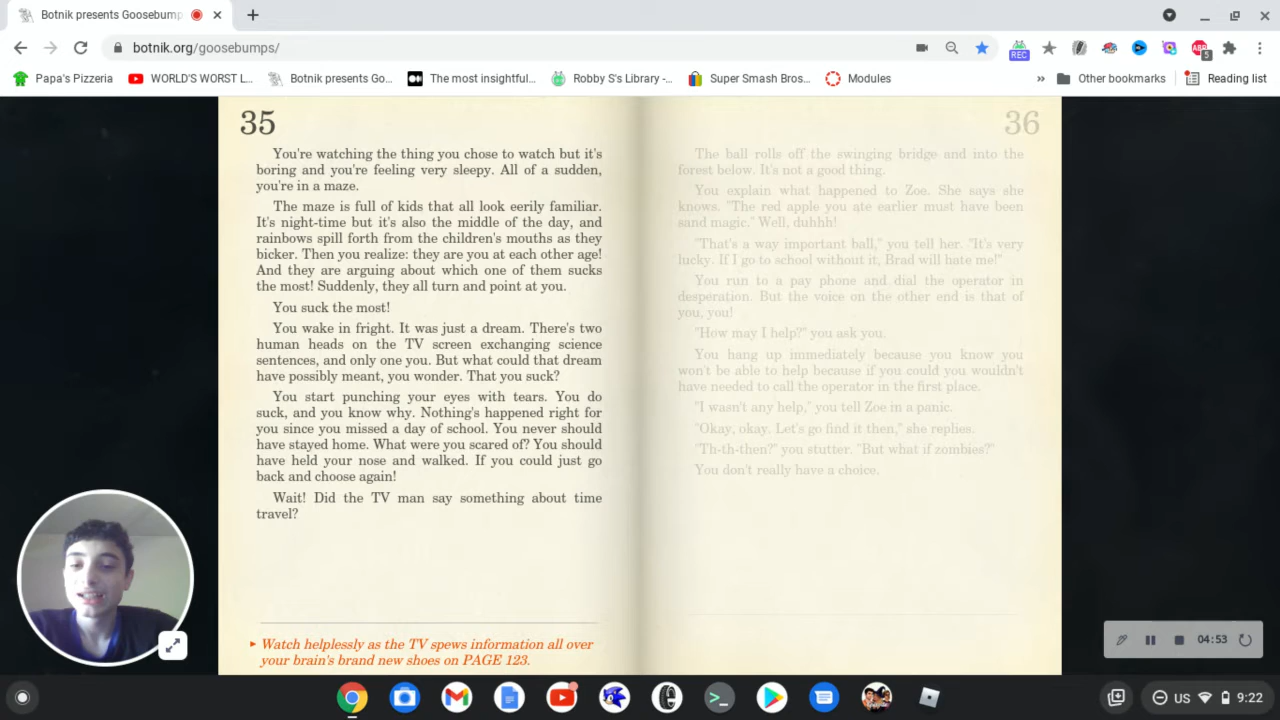 Botnik presents Goosebump
botnik.org/goosebumps/
REC
ABP
5
Papa's Pizzeria
WORLD'S WORST L...
Botnik presents Go...
The most insightful...
Robby S's Library -...
Super Smash Bros...
Modules
»
Other bookmarks
Reading list
35
You're watching the thing you chose to watch but it's
boring and you're feeling very sleepy. All of a sudden,
you're in a maze.
The maze is full of kids that all look eerily familiar.
It's night-time but it's also the middle of the day, and
rainbows spill forth from the children's mouths as they
bicker. Then you realize: they are you at each other age!
And they are arguing about which one of them sucks
the most! Suddenly, they all turn and point at you.
You suck the most!
You wake in fright. It was just a dream. There's two
human heads on the TV screen exchanging science
sentences, and only one you. But what could that dream
have possibly meant, you wonder. That you suck?
You start punching your eyes with tears. You do
suck, and you know why. Nothing's happened right for
you since you missed a day of school. You never should
have stayed home. What were you scared of? You should
have held your nose and walked. If you could just go
back and choose again!
Wait! Did the TV man say something about time
travel?
Watch helplessly as the TV spews information all over
your brain's brand new shoes on PAGE 123.
36
The ball rolls off the swinging bridge and into the
forest below. It's not a good thing.
You explain what happened to Zoe. She says she
knows. "The red apple you ate earlier must have been
sand magic." Well, duhhh!
"That's a way important ball," you tell her. "It's very
lucky. If I go to school without it, Brad will hate me!"
You run to a pay phone and dial the operator in
desperation. But the voice on the other end is that of
you, you!
"How may I help?" you ask you.
You hang up immediately because you know you
won't be able to help because if you could you wouldn't
have needed to call the operator in the first place.
"I wasn't any help," you tell Zoe in a panic.
"Okay, okay. Let's go find it then," she replies.
"Th-th-then?" you stutter. "But what if zombies?"
You don't really have a choice.
04:53
US
9:22